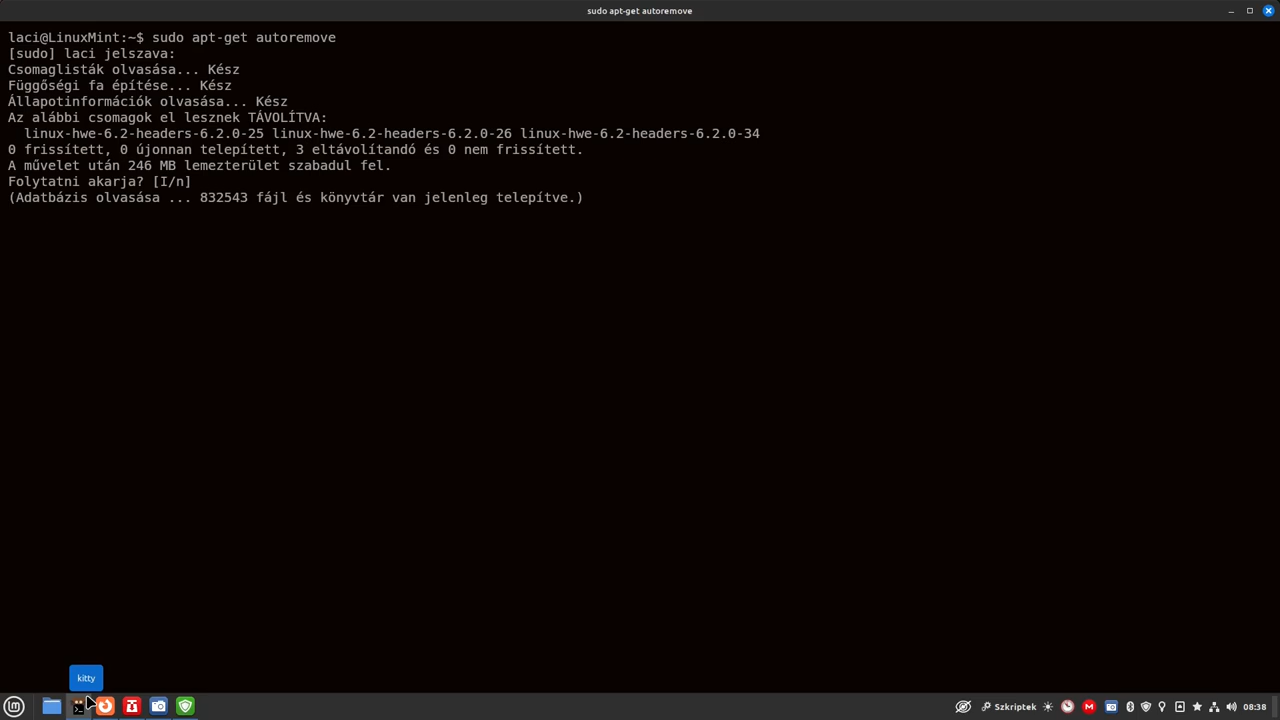 sudo apt-get autoremove
laci@LinuxMint:~$ sudo apt-get autoremove
[sudo] laci jelszava:
Csomaglisták olvasása... Kész
Függőségi fa építése... Kész
Állapotinformációk olvasása... Kész
Az alábbi csomagok el lesznek TÁVOLÍTVA:
linux-hwe-6.2-headers-6.2.0-25 linux-hwe-6.2-headers-6.2.0-26 linux-hwe-6.2-headers-6.2.0-34
0 frissített, 0 újonnan telepített, 3 eltávolítandó és 0 nem frissített.
A művelet után 246 MB lemezterület szabadul fel.
Folytatni akarja? [I/n]
(Adatbázis olvasása ... 832543 fájl és könyvtár van jelenleg telepítve.)
kitty
Szkriptek
08:38